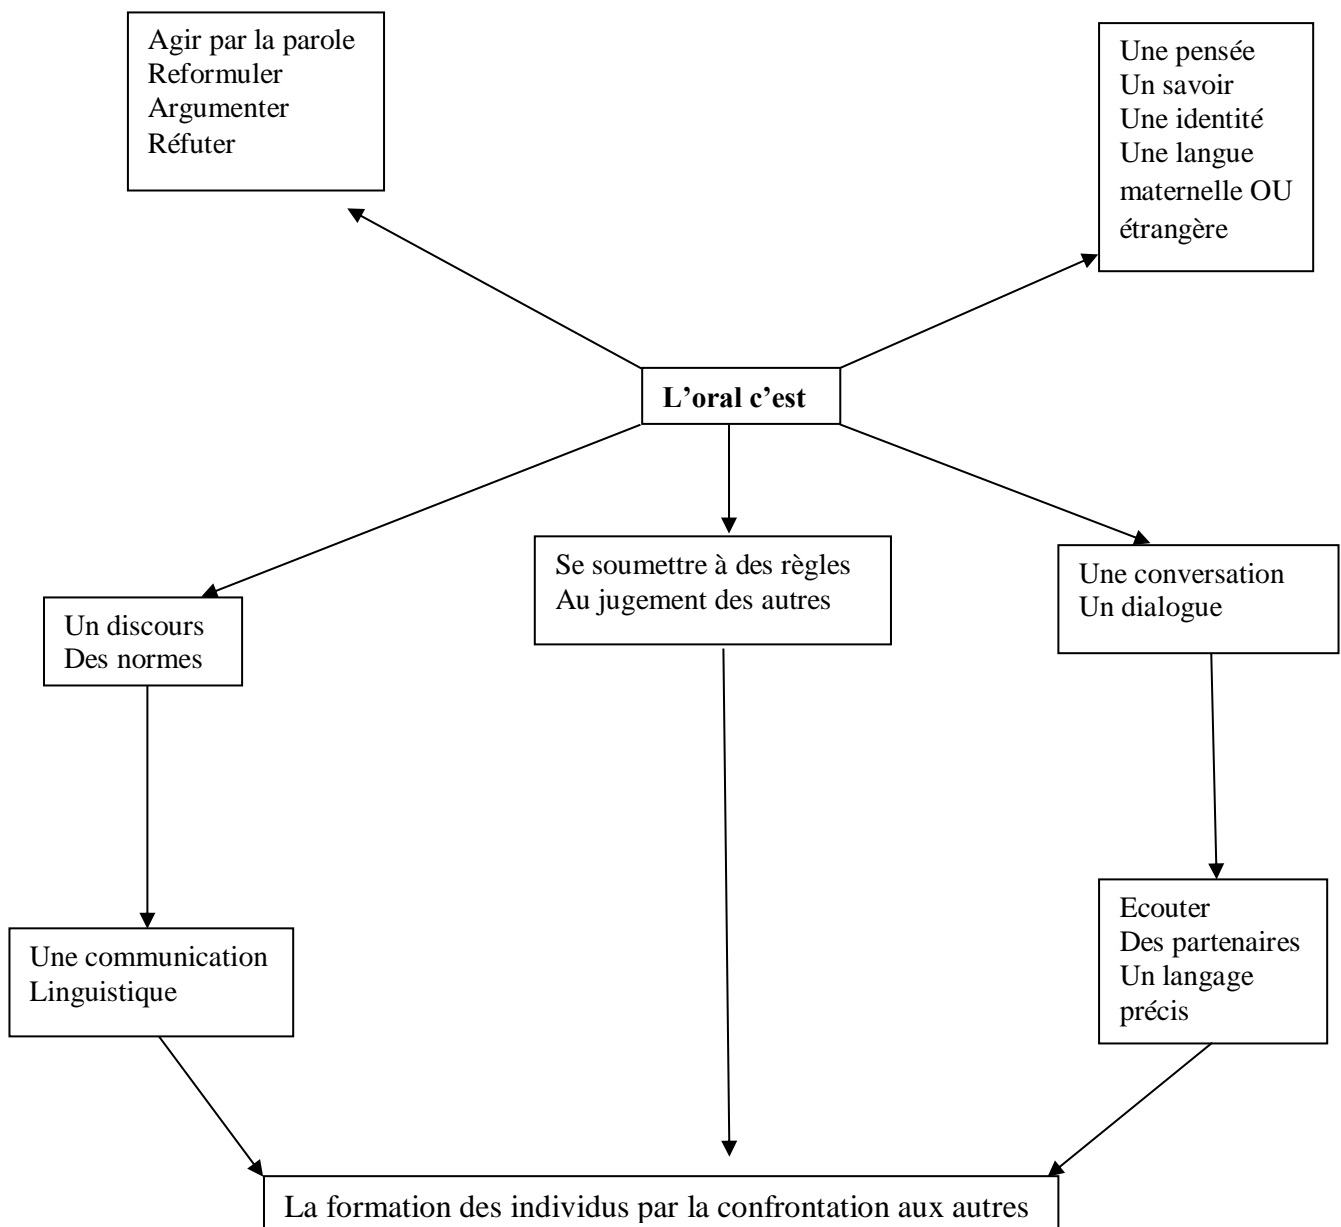 Agir par la parole
Reformuler
Argumenter
Réfuter
Une pensée
Un savoir
Une identité
Une langue
maternelle OU
étrangère
L’oral c’est
Un discours
Des normes
Se soumettre à des règles
Au jugement des autres
Une conversation
Un dialogue
Une communication
Linguistique
Ecouter
Des partenaires
Un langage
précis
La formation des individus par la confrontation aux autres